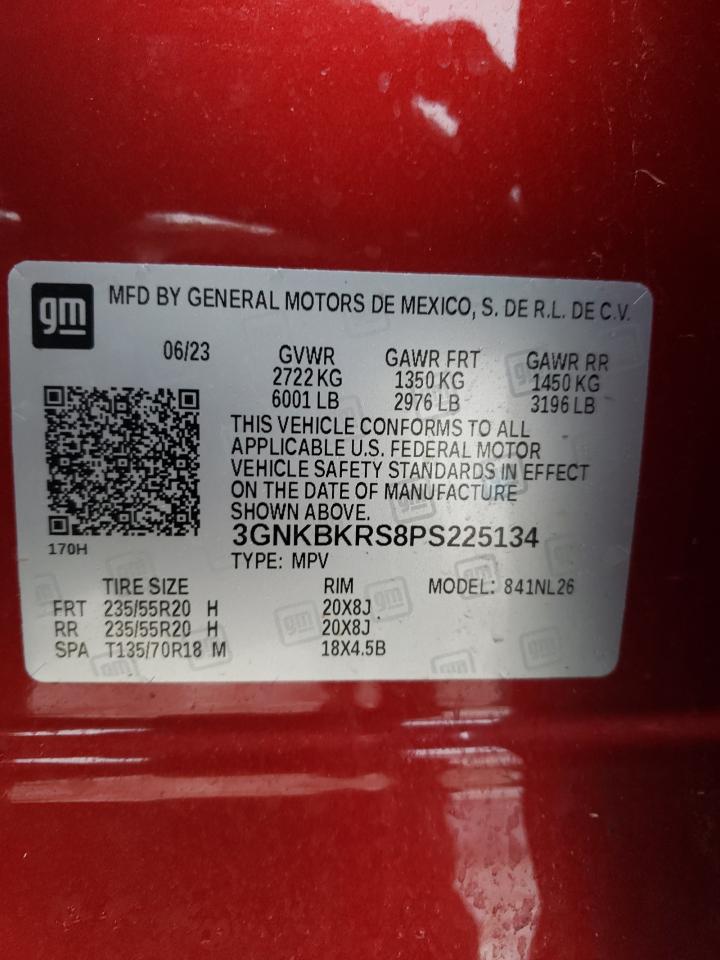 gm
MFD BY GENERAL MOTORS DE MEXICO, S. DE R.L. DE C.V.
06/23
GVWR GAWR FRT GAWR RR
2722 KG 1350 KG 1450 KG
6001 LB 2976 LB 3196 LB
THIS VEHICLE CONFORMS TO ALL
APPLICABLE U.S. FEDERAL MOTOR
VEHICLE SAFETY STANDARDS IN EFFECT
ON THE DATE OF MANUFACTURE
SHOWN ABOVE.
170H
3GNKBKRS8PS225134
TYPE: MPV
TIRE SIZE RIM MODEL: 841NL26
FRT 235/55R20 H 20X8J
RR 235/55R20 H 20X8J
SPA T135/70R18 M 18X4.5B